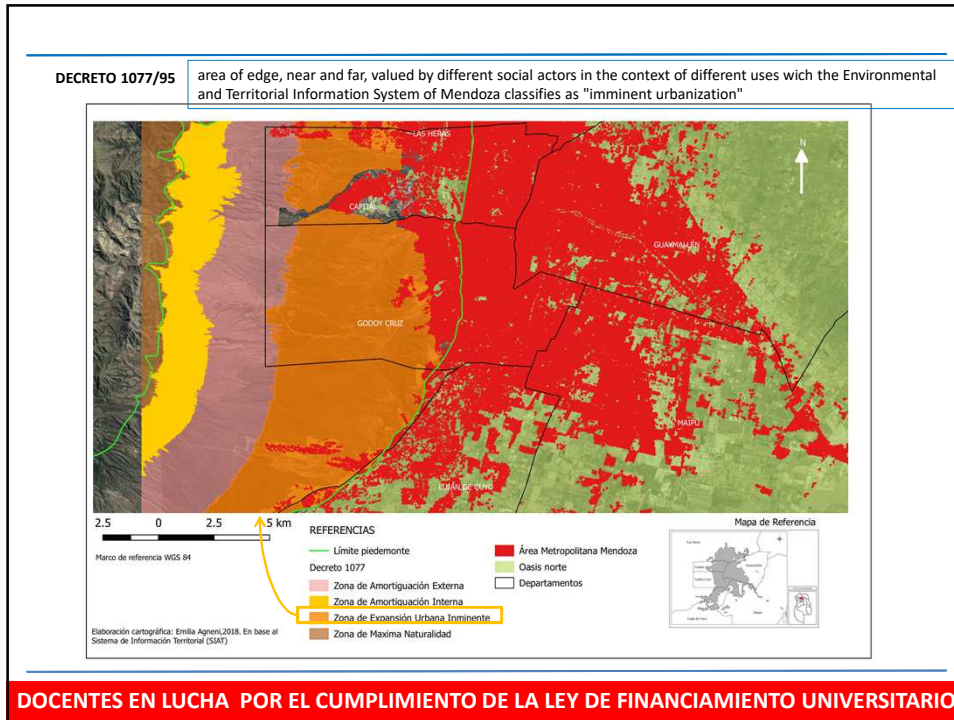 DECRETO 1077/95
area of edge, near and far, valued by different social actors in the context of different uses wich the Environmental
and Territorial Information System of Mendoza classifies as "imminent urbanization"
LAS HERAS
N
CAPITAL
GUAYMALLÉN
GODOY CRUZ
MAIPÚ
LUJÁN DE CUYO
2.5 0 2.5 5 km
Marco de referencia WGS 84
REFERENCIAS
Límite piedemonte
Decreto 1077
Zona de Amortiguación Externa
Zona de Amortiguación Interna
Zona de Expansión Urbana Inminente
Zona de Maxima Naturalidad
Área Metropolitana Mendoza
Oasis norte
Departamentos
Mapa de Referencia
Elaboración cartográfica: Emilia Agneni,2018. En base al
Sistema de Información Territorial (SIAT)
DOCENTES EN LUCHA POR EL CUMPLIMIENTO DE LA LEY DE FINANCIAMIENTO UNIVERSITARIO